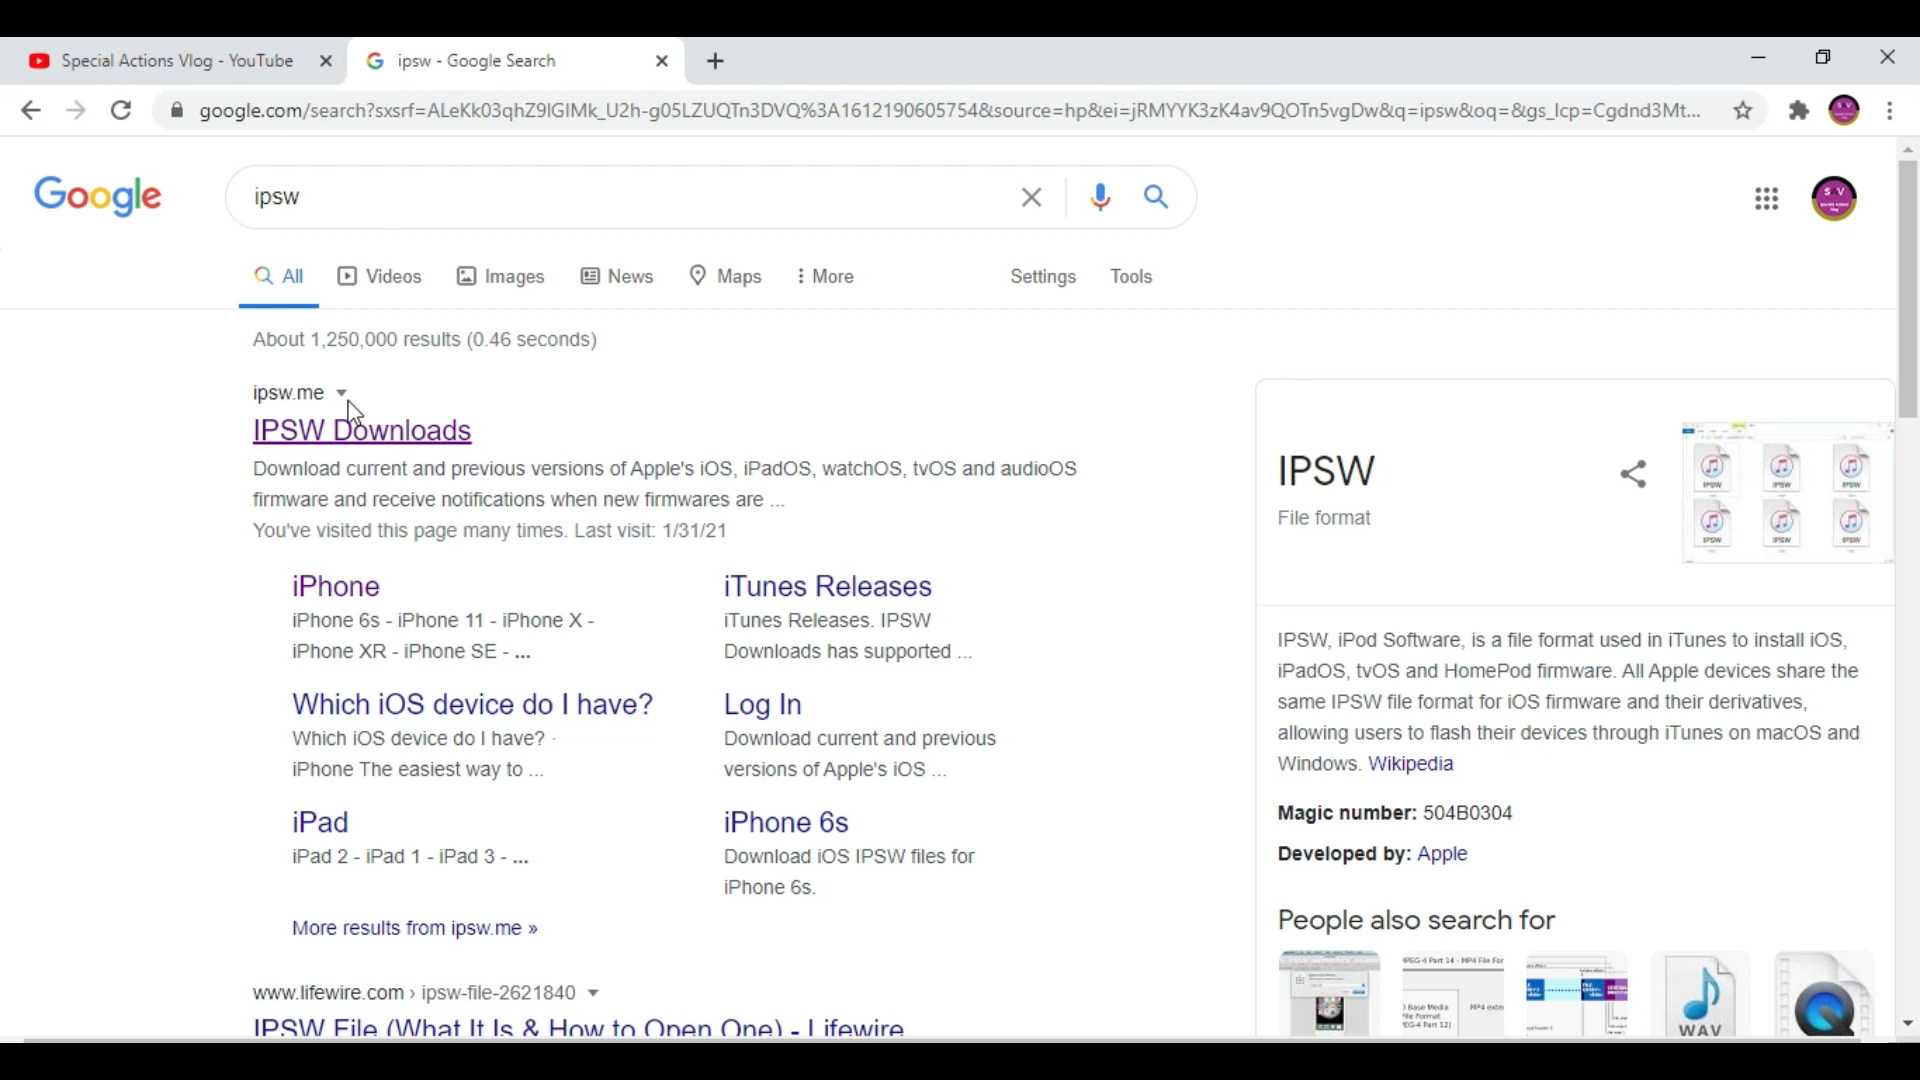 Special Actions Vlog - YouTube
ipsw - Google Search
google.com/search?sxsrf=ALeKk03qhZ9IGIMk_U2h-g05LZUQTn3DVQ%3A1612190605754&source=hp&ei=jRMYYK3zK4av9QOTn5vgDw&q=ipsw&oq=&gs_lcp=Cgdnd3Mt...
Google
ipsw
S V
All
Videos
Images
News
Maps
More
Settings
Tools
About 1,250,000 results (0.46 seconds)
ipsw.me
IPSW Downloads
Download current and previous versions of Apple's iOS, iPadOS, watchOS, tvOS and audioOS
firmware and receive notifications when new firmwares are ...
You've visited this page many times. Last visit: 1/31/21
iPhone
iPhone 6s - iPhone 11 - iPhone X -
iPhone XR - iPhone SE - ...
iTunes Releases
iTunes Releases. IPSW
Downloads has supported ...
Which iOS device do I have?
Which iOS device do I have? ·
iPhone The easiest way to ...
Log In
Download current and previous
versions of Apple's iOS ...
iPad
iPad 2 - iPad 1 - iPad 3 - ...
iPhone 6s
Download iOS IPSW files for
iPhone 6s.
More results from ipsw.me »
www.lifewire.com › ipsw-file-2621840
IPSW File (What It Is & How to Open One) - Lifewire
IPSW
File format
IPSW IPSW IPSW
IPSW IPSW IPSW
IPSW, iPod Software, is a file format used in iTunes to install iOS,
iPadOS, tvOS and HomePod firmware. All Apple devices share the
same IPSW file format for iOS firmware and their derivatives,
allowing users to flash their devices through iTunes on macOS and
Windows. Wikipedia
Magic number: 504B0304
Developed by: Apple
People also search for
WAV